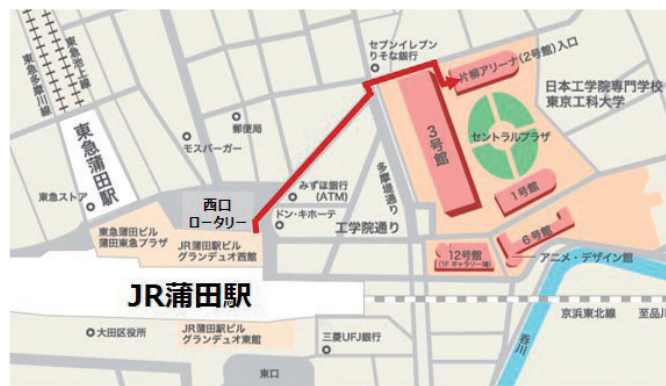 セブンイレブン
りそな銀行
片柳アリーナ(2号館)入口
日本工学院専門学校
東京工科大学
東急多摩川線
東急池上線
郵便局
モスバーガー
3号館
セントラルプラザ
東急蒲田駅
多摩堤通り
東急ストア
西口
ロータリー
みずほ銀行
(ATM)
1号館
ドン・キホーテ
工学院通り
6号館
東急蒲田ビル
蒲田東急プラザ
JR蒲田駅ビル
グランデュオ西館
12号館
(1F ギャラリー鴻)
アニメ・デザイン館
JR蒲田駅
京浜東北線
至品川
呑川
大田区役所
JR蒲田駅ビル
グランデュオ東館
三菱UFJ銀行
東口